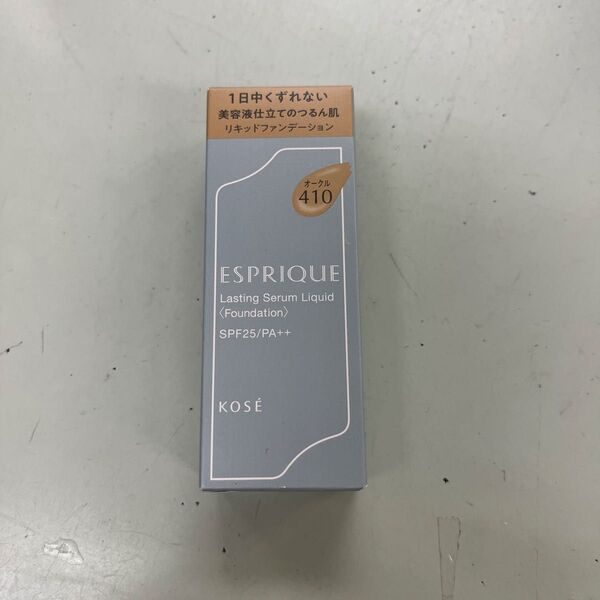 1日中くずれない
美容液仕立てのつるん肌
リキッドファンデーション
オークル
410
ESPRIQUE
Lasting Serum Liquid
〈Foundation〉
SPF25/PA++
KOSÉ